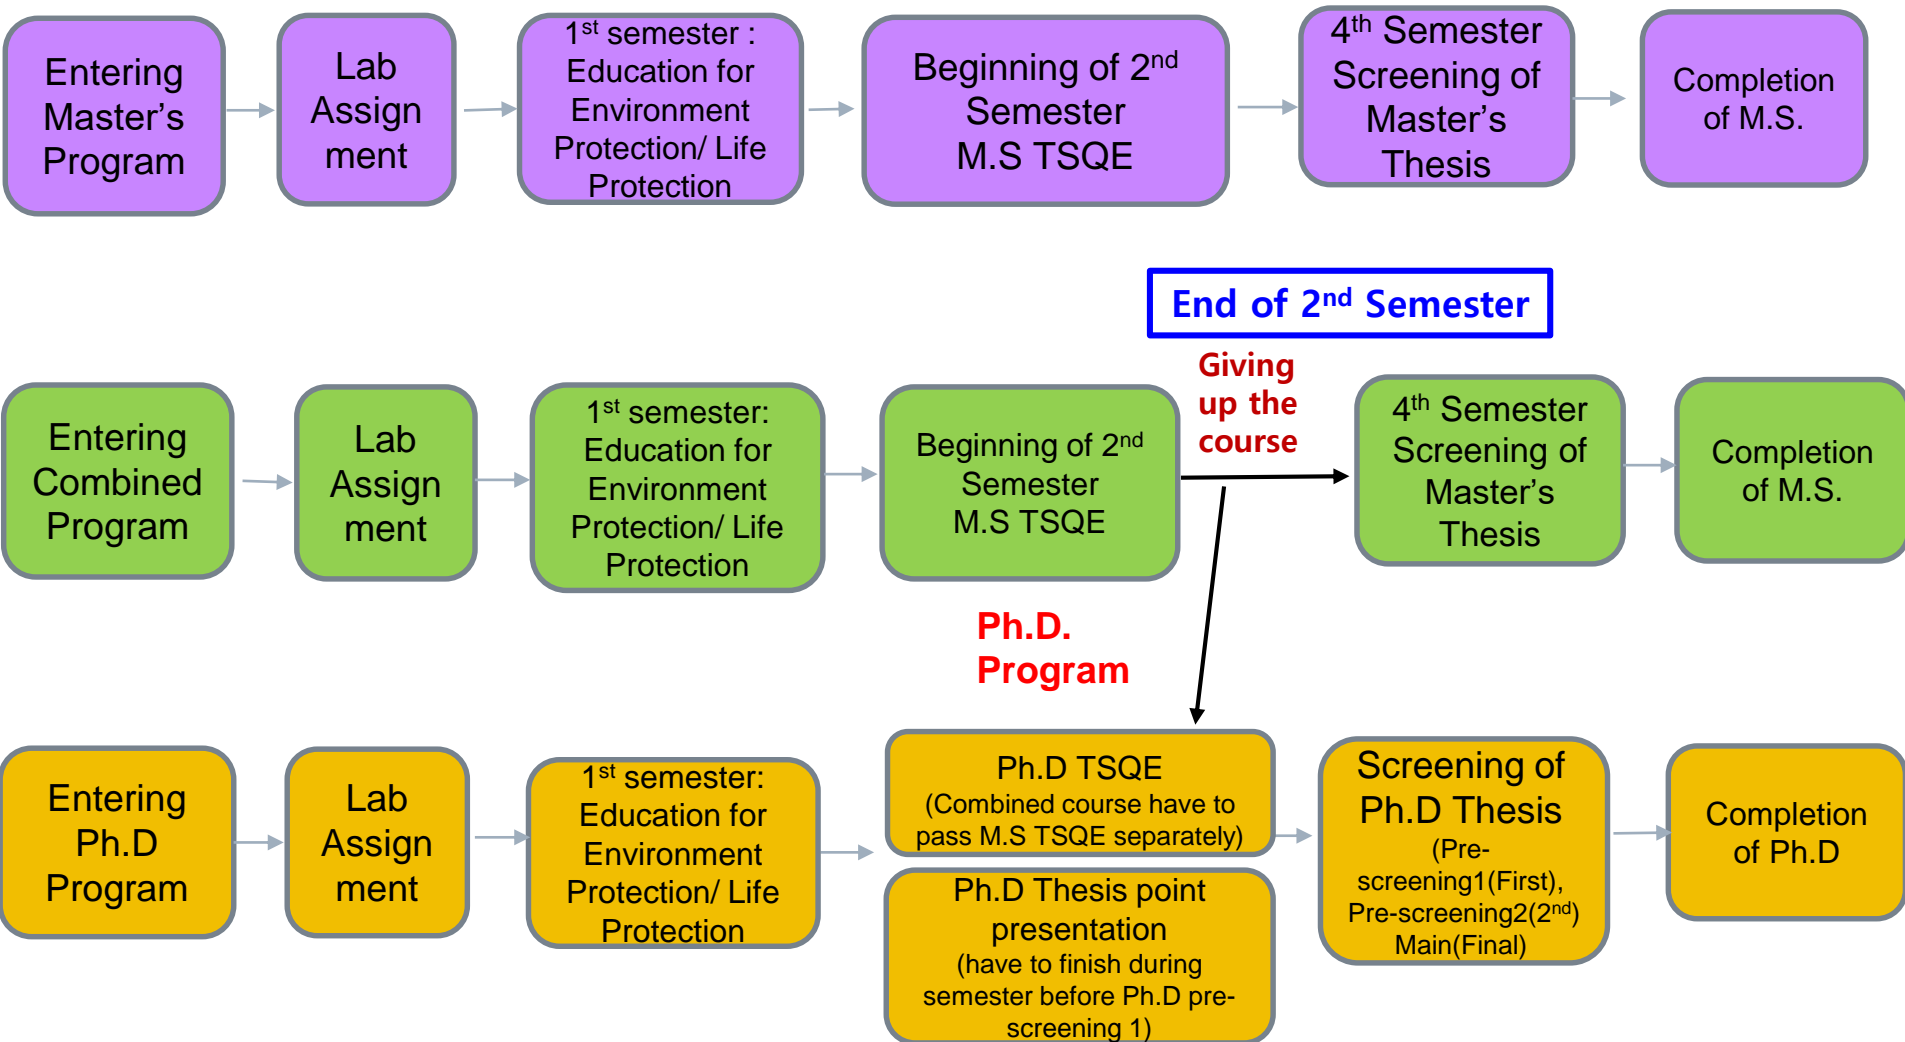 Entering
Master's
Program
Lab
Assign
ment
1st semester :
Education for
Environment
Protection/ Life
Protection
Beginning of 2nd
Semester
M.S TSQE
4th Semester
Screening of
Master's
Thesis
Completion
of M.S.
End of 2nd Semester
Giving
up the
course
Entering
Combined
Program
Lab
Assign
ment
1st semester:
Education for
Environment
Protection/ Life
Protection
Beginning of 2nd
Semester
M.S TSQE
4th Semester
Screening of
Master's
Thesis
Completion
of M.S.
Ph.D.
Program
Entering
Ph.D
Program
Lab
Assign
ment
1st semester:
Education for
Environment
Protection/ Life
Protection
Ph.D TSQE
(Combined course have to
pass M.S TSQE separately)
Ph.D Thesis point
presentation
(have to finish during
semester before Ph.D pre-
screening 1)
Screening of
Ph.D Thesis
(Pre-
screening1(First),
Pre-screening2(2nd)
Main(Final)
Completion
of Ph.D